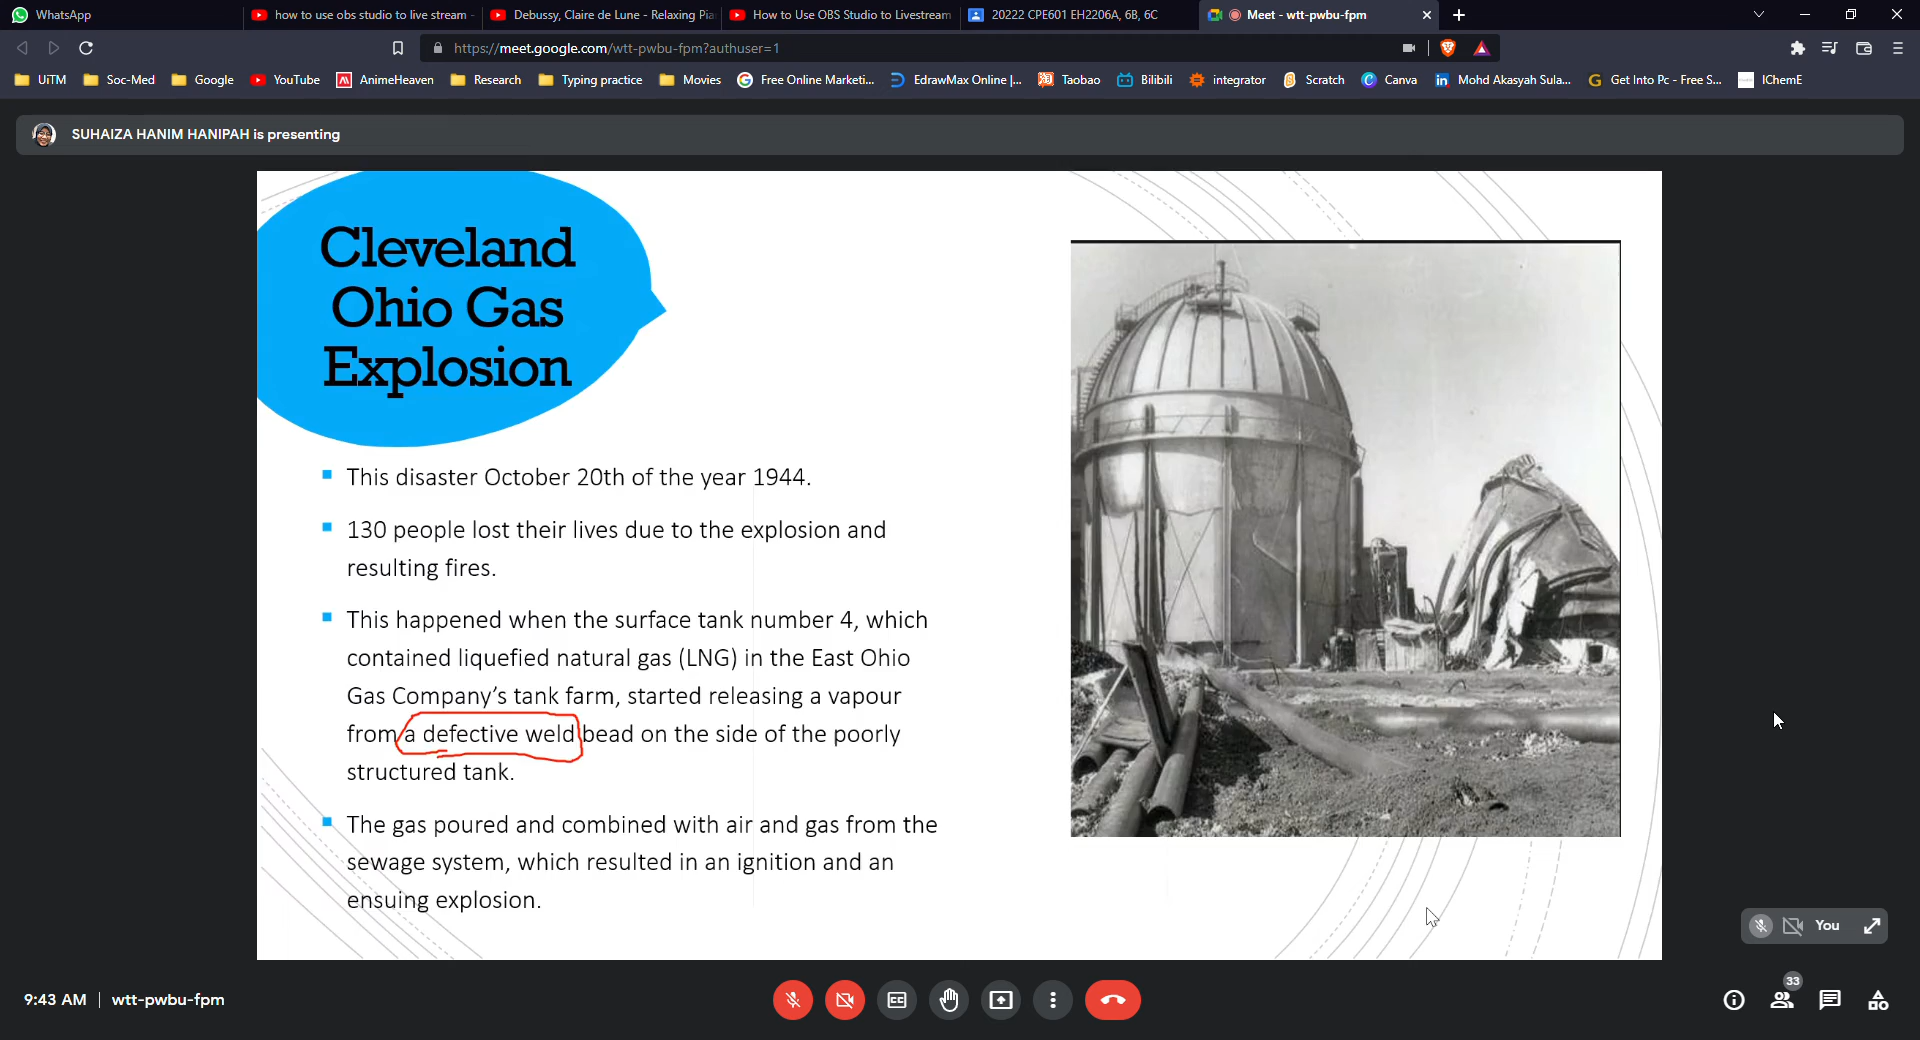 WhatsApp
how to use obs studio to live stream -
Debussy, Claire de Lune - Relaxing Pia
How to Use OBS Studio to Livestream
20222 CPE601 EH2206A, 6B, 6C
Meet - wtt-pwbu-fpm
https://meet.google.com/wtt-pwbu-fpm?authuser=1
UiTM
Soc-Med
Google
YouTube
AnimeHeaven
Research
Typing practice
Movies
Free Online Marketi...
EdrawMax Online |...
Taobao
Bilibili
integrator
Scratch
Canva
Mohd Akasyah Sula...
Get Into Pc - Free S...
IChemE
SUHAIZA HANIM HANIPAH is presenting
Cleveland
Ohio Gas
Explosion
This disaster October 20th of the year 1944.
130 people lost their lives due to the explosion and
resulting fires.
This happened when the surface tank number 4, which
contained liquefied natural gas (LNG) in the East Ohio
Gas Company's tank farm, started releasing a vapour
from a defective weld bead on the side of the poorly
structured tank.
The gas poured and combined with air and gas from the
sewage system, which resulted in an ignition and an
ensuing explosion.
You
9:43 AM | wtt-pwbu-fpm
CC
33